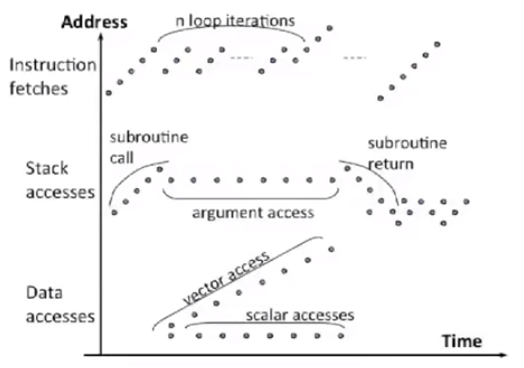 Address
n loop iterations
Instruction
fetches
subroutine
call
subroutine
return
Stack
accesses
argument access
vector access
Data
accesses
scalar accesses
Time